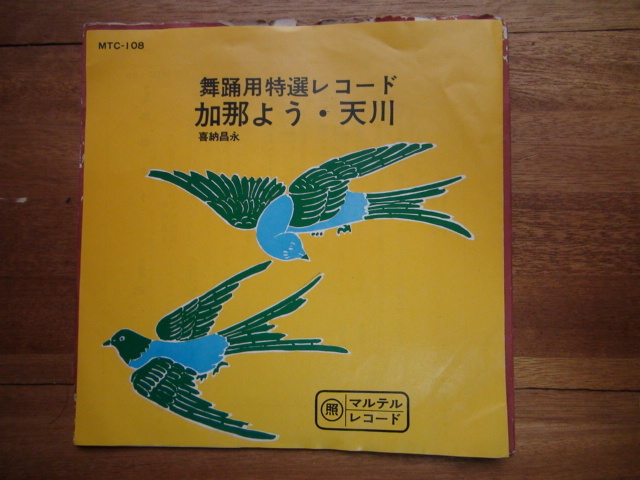 MTC-108
舞踊用特選レコード
加那よう・天川
喜納昌永
照
マルテル
レコード